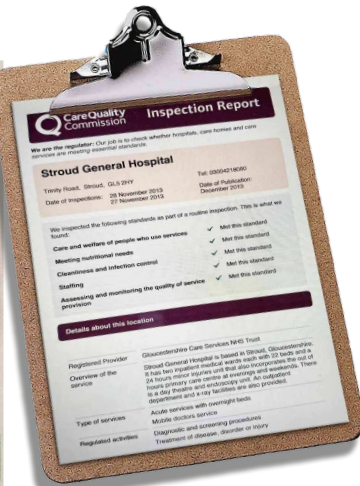 CareQuality
Commission
Inspection Report
We are the regulator: Our job is to check whether hospitals, care homes and care
services are meeting essential standards.
Stroud General Hospital
Trinity Road, Stroud, GL5 2HY
Tel: 03004218080
Date of Inspections: 28 November 2013
27 November 2013
Date of Publication:
December 2013
We inspected the following standards as part of a routine inspection. This is what we
found:
Care and welfare of people who use services ✓ Met this standard
Meeting nutritional needs ✓ Met this standard
Cleanliness and infection control ✓ Met this standard
Staffing ✓ Met this standard
Assessing and monitoring the quality of service ✓ Met this standard
provision
Details about this location
Registered Provider Gloucestershire Care Services NHS Trust
Overview of the Stroud General Hospital is based in Stroud, Gloucestershire.
service It has two inpatient medical wards each with 22 beds and a
24 hours minor injuries unit that also incorporates the out of
hours primary care centre at evenings and weekends. There
is a day theatre and endoscopy unit. An outpatient
department and x-ray facilities are also provided.
Type of services Acute services with overnight beds
Mobile doctors service
Regulated activities Diagnostic and screening procedures
Treatment of disease, disorder or injury